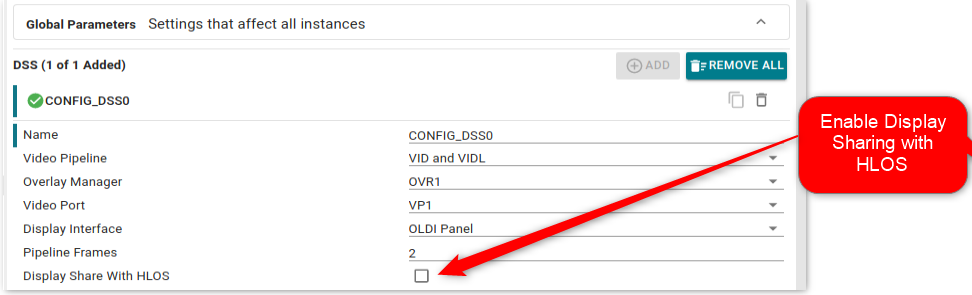 Global Parameters Settings that affect all instances
DSS (1 of 1 Added)
ADD
REMOVE ALL
CONFIG_DSS0
Name CONFIG_DSS0
Video Pipeline VID and VIDL
Overlay Manager OVR1
Video Port VP1
Display Interface OLDI Panel
Pipeline Frames 2
Display Share With HLOS
Enable Display
Sharing with
HLOS